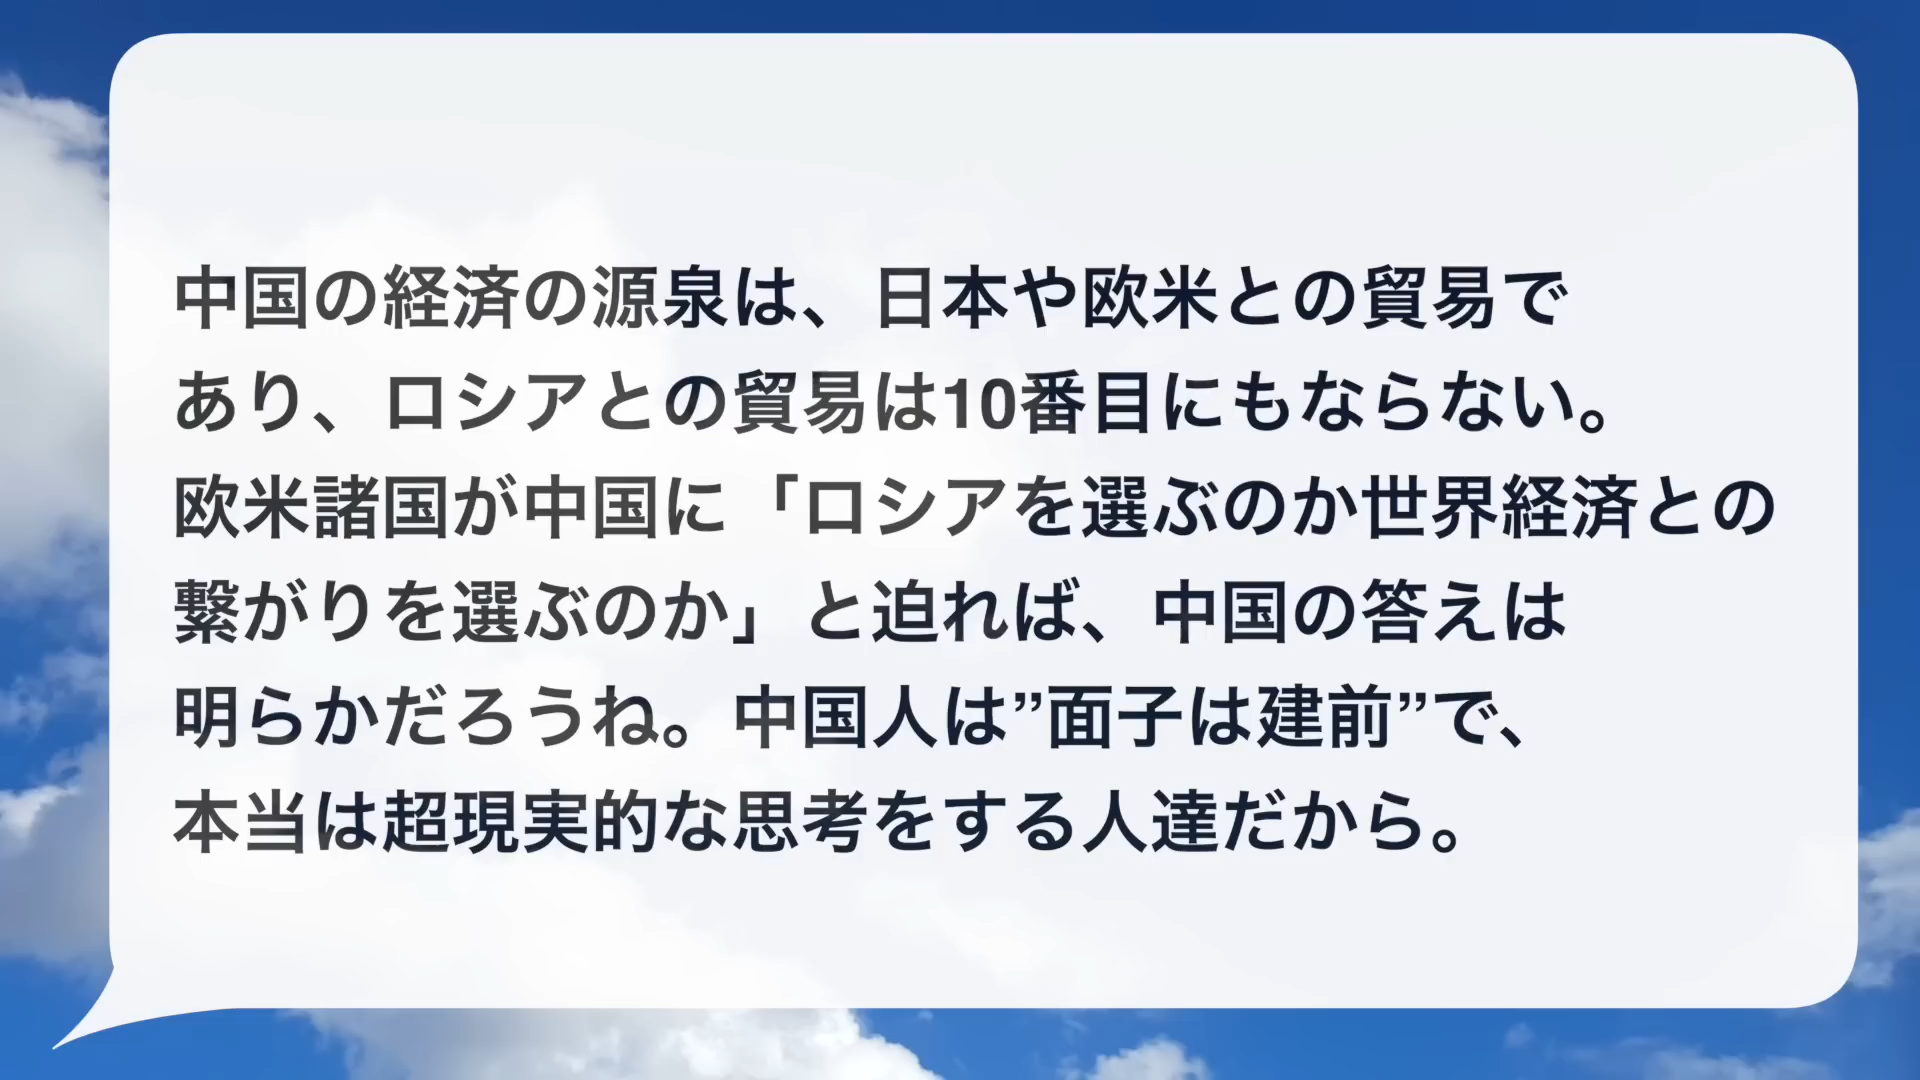 中国の経済の源泉は、日本や欧米との貿易で
あり、ロシアとの貿易は10番目にもならない。
欧米諸国が中国に「ロシアを選ぶのか世界経済との
繋がりを選ぶのか」と迫れば、中国の答えは
明らかだろうね。中国人は”面子は建前”で、
本当は超現実的な思考をする人達だから。